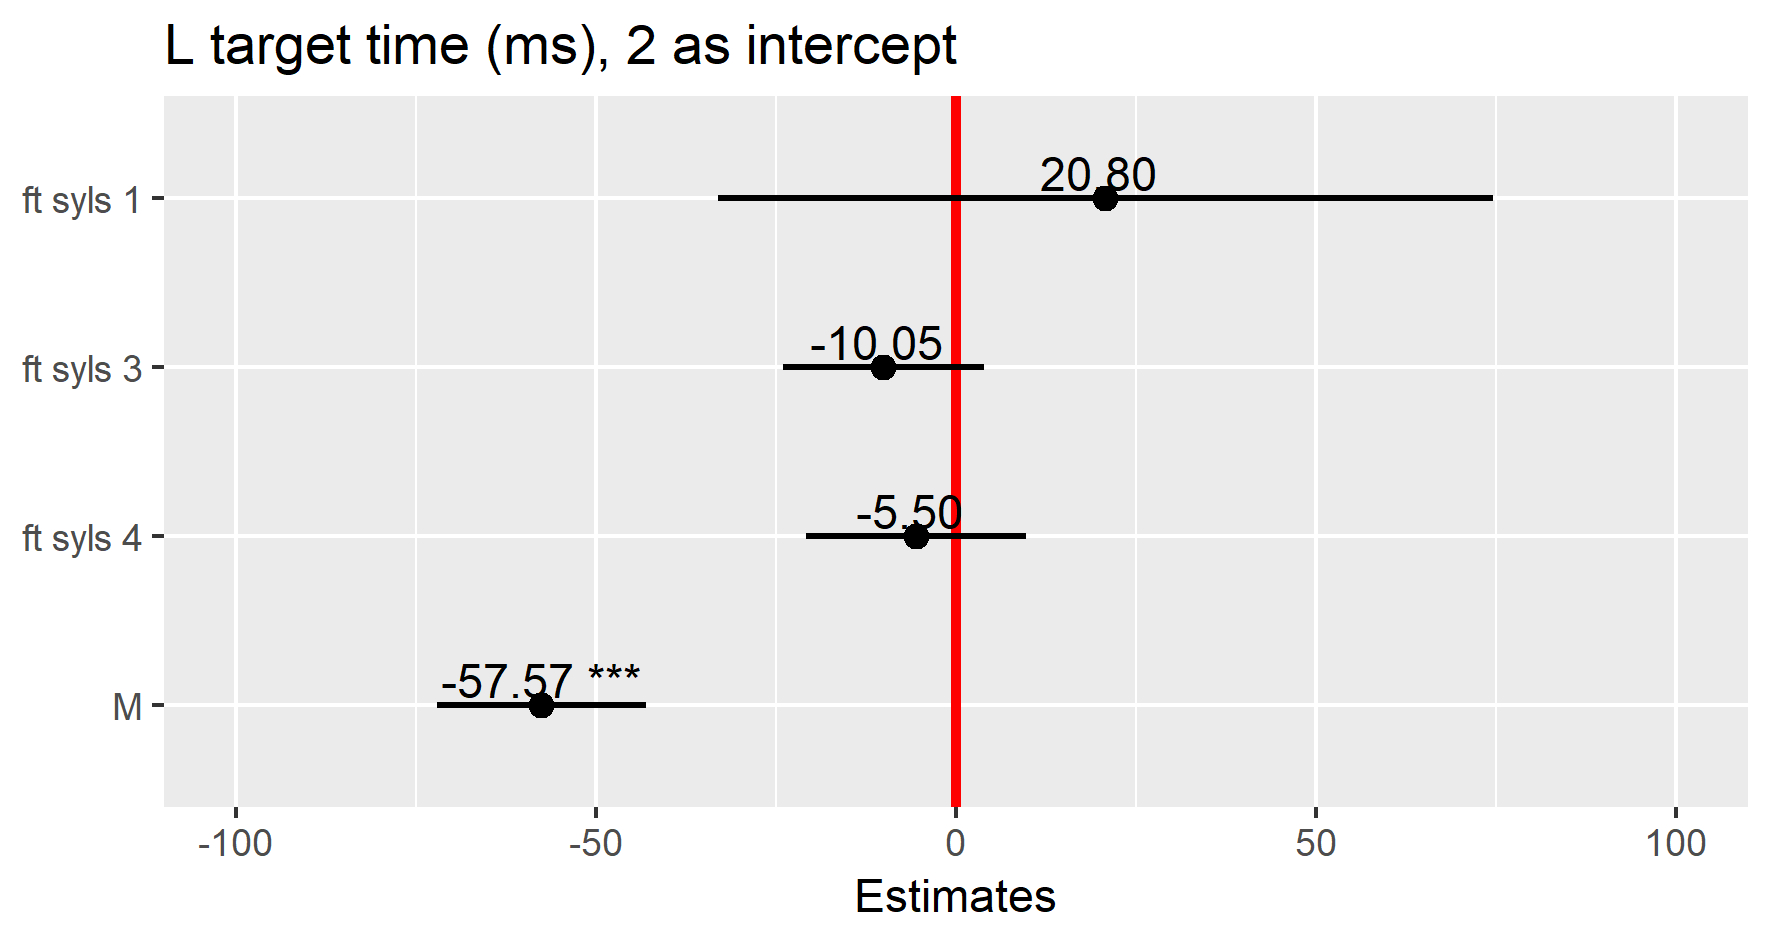 L target time (ms), 2 as intercept
ft syls 1
20.80
ft syls 3
-10.05
ft syls 4
-5.50
M
-57.57 ***
-100 -50 0 50 100
Estimates